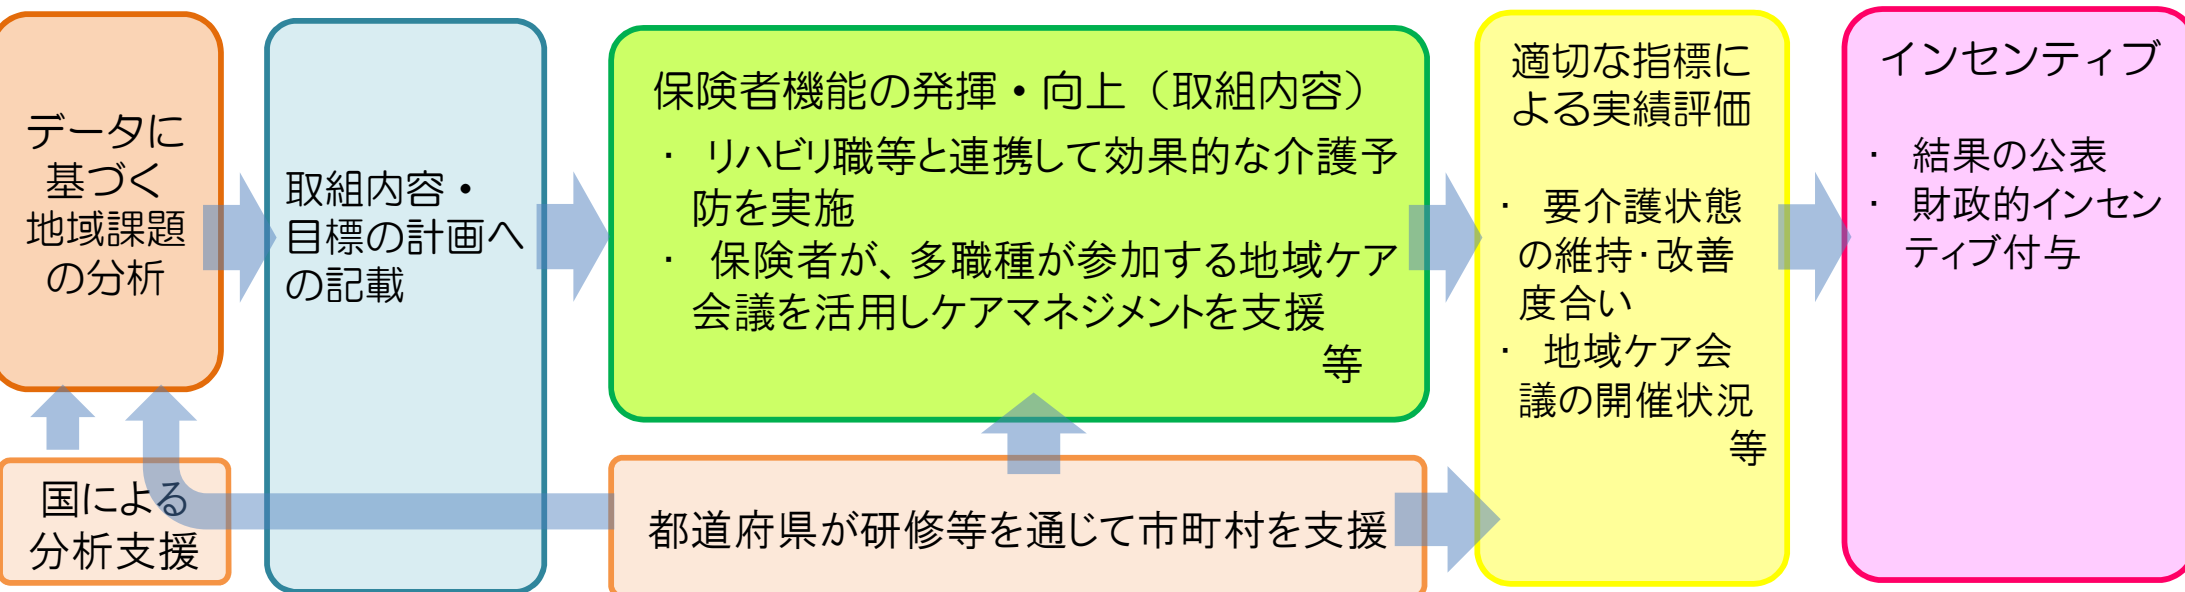 データに
基づく
地域課題
の分析
国による
分析支援
取組内容・
目標の計画へ
の記載
保険者機能の発揮・向上（取組内容）
・ リハビリ職等と連携して効果的な介護予
防を実施
・ 保険者が、多職種が参加する地域ケア
会議を活用しケアマネジメントを支援
等
都道府県が研修等を通じて市町村を支援
適切な指標に
よる実績評価
・ 要介護状態
の維持・改善
度合い
・ 地域ケア会
議の開催状況
等
インセンティブ
・ 結果の公表
・ 財政的インセン
ティブ付与